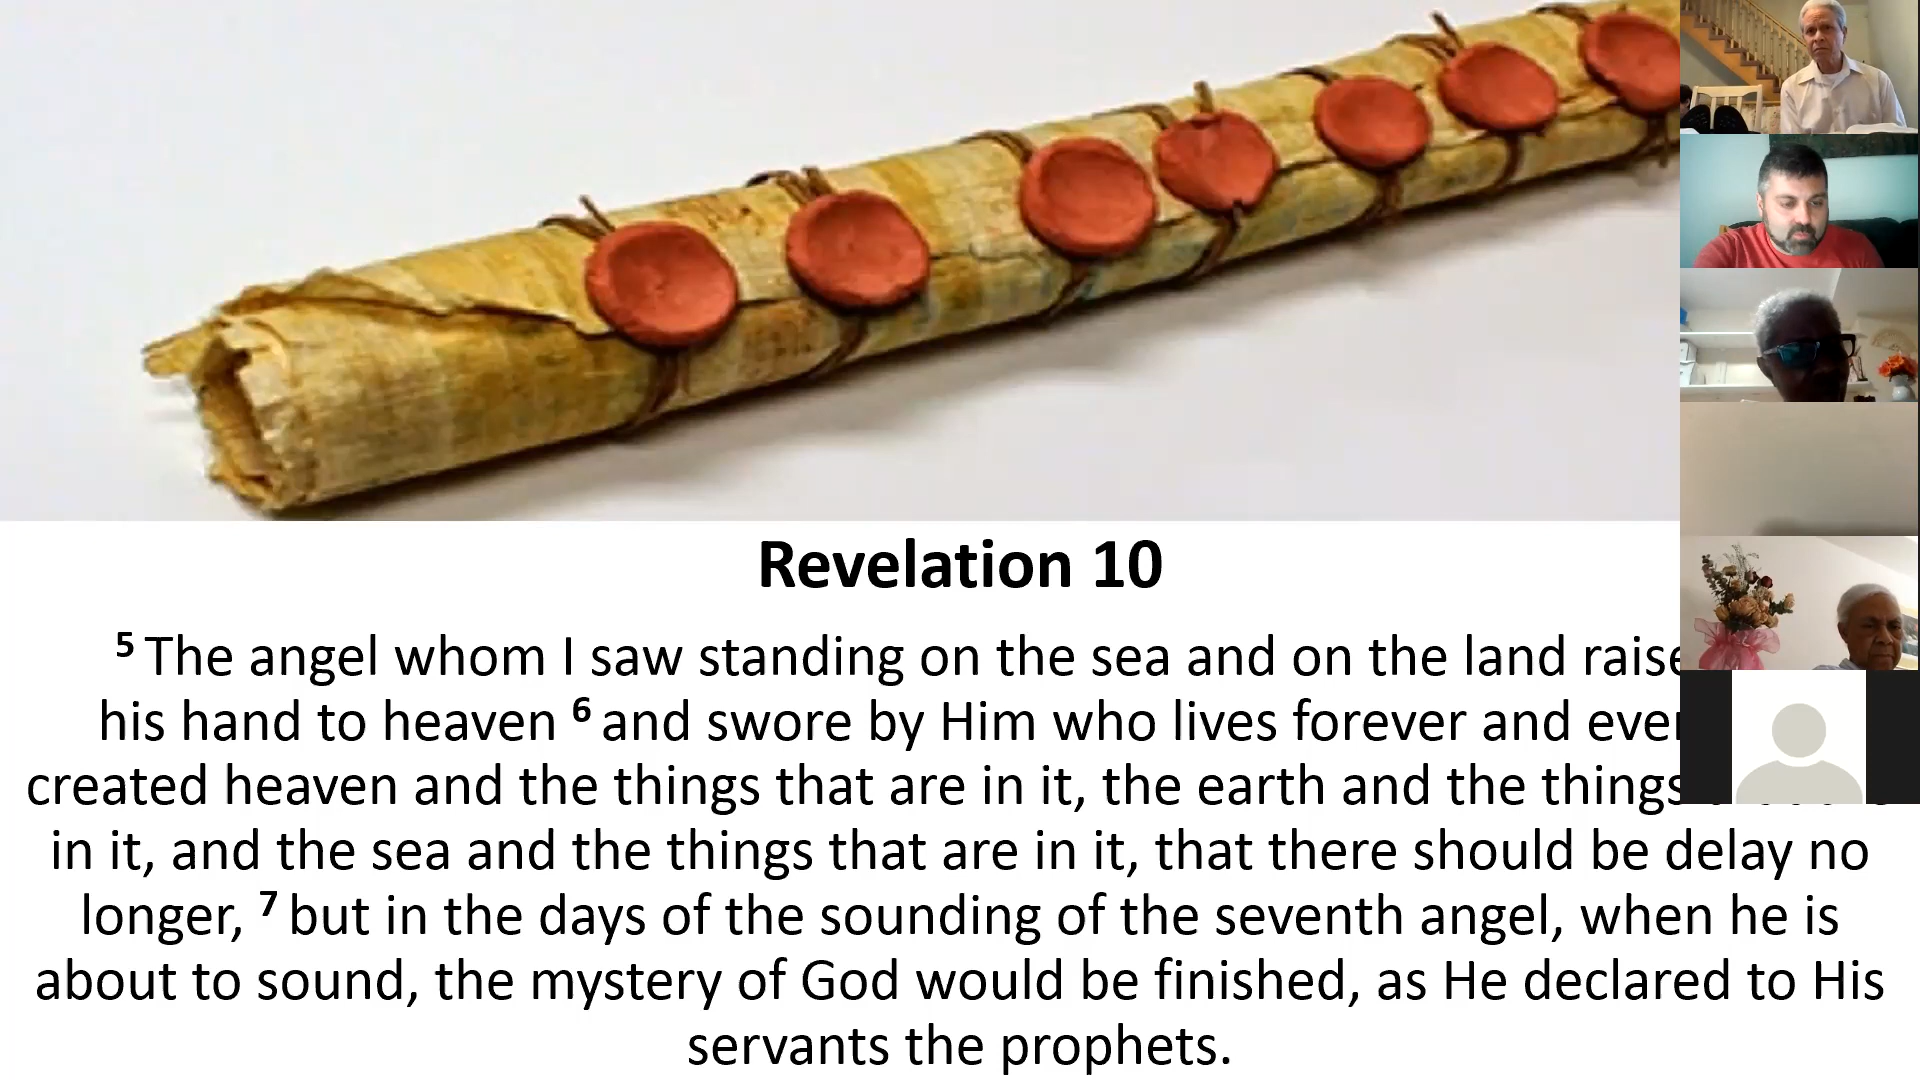 Revelation 10
5 The angel whom I saw standing on the sea and on the land
his hand to heaven 6 and swore by Him who lives forever and
created heaven and the things that are in it, the earth and the things
in it, and the sea and the things that are in it, that there should be delay no
longer, 7 but in the days of the sounding of the seventh angel, when he is
about to sound, the mystery of God would be finished, as He declared to His
servants the prophets.